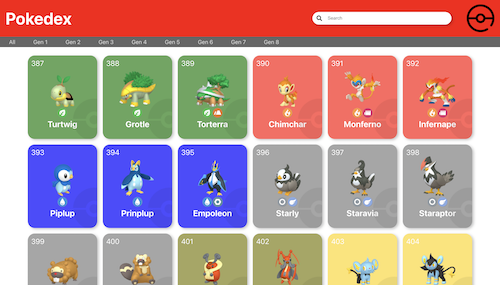 Pokedex
Search
All Gen 1 Gen 2 Gen 3 Gen 4 Gen 5 Gen 6 Gen 7 Gen 8
387 388 389 390 391 392
Turtwig Grotle Torterra Chimchar Monferno Infernape
393 394 395 396 397 398
Piplup Prinplup Empoleon Starly Staravia Staraptor
399 400 401 402 403 404